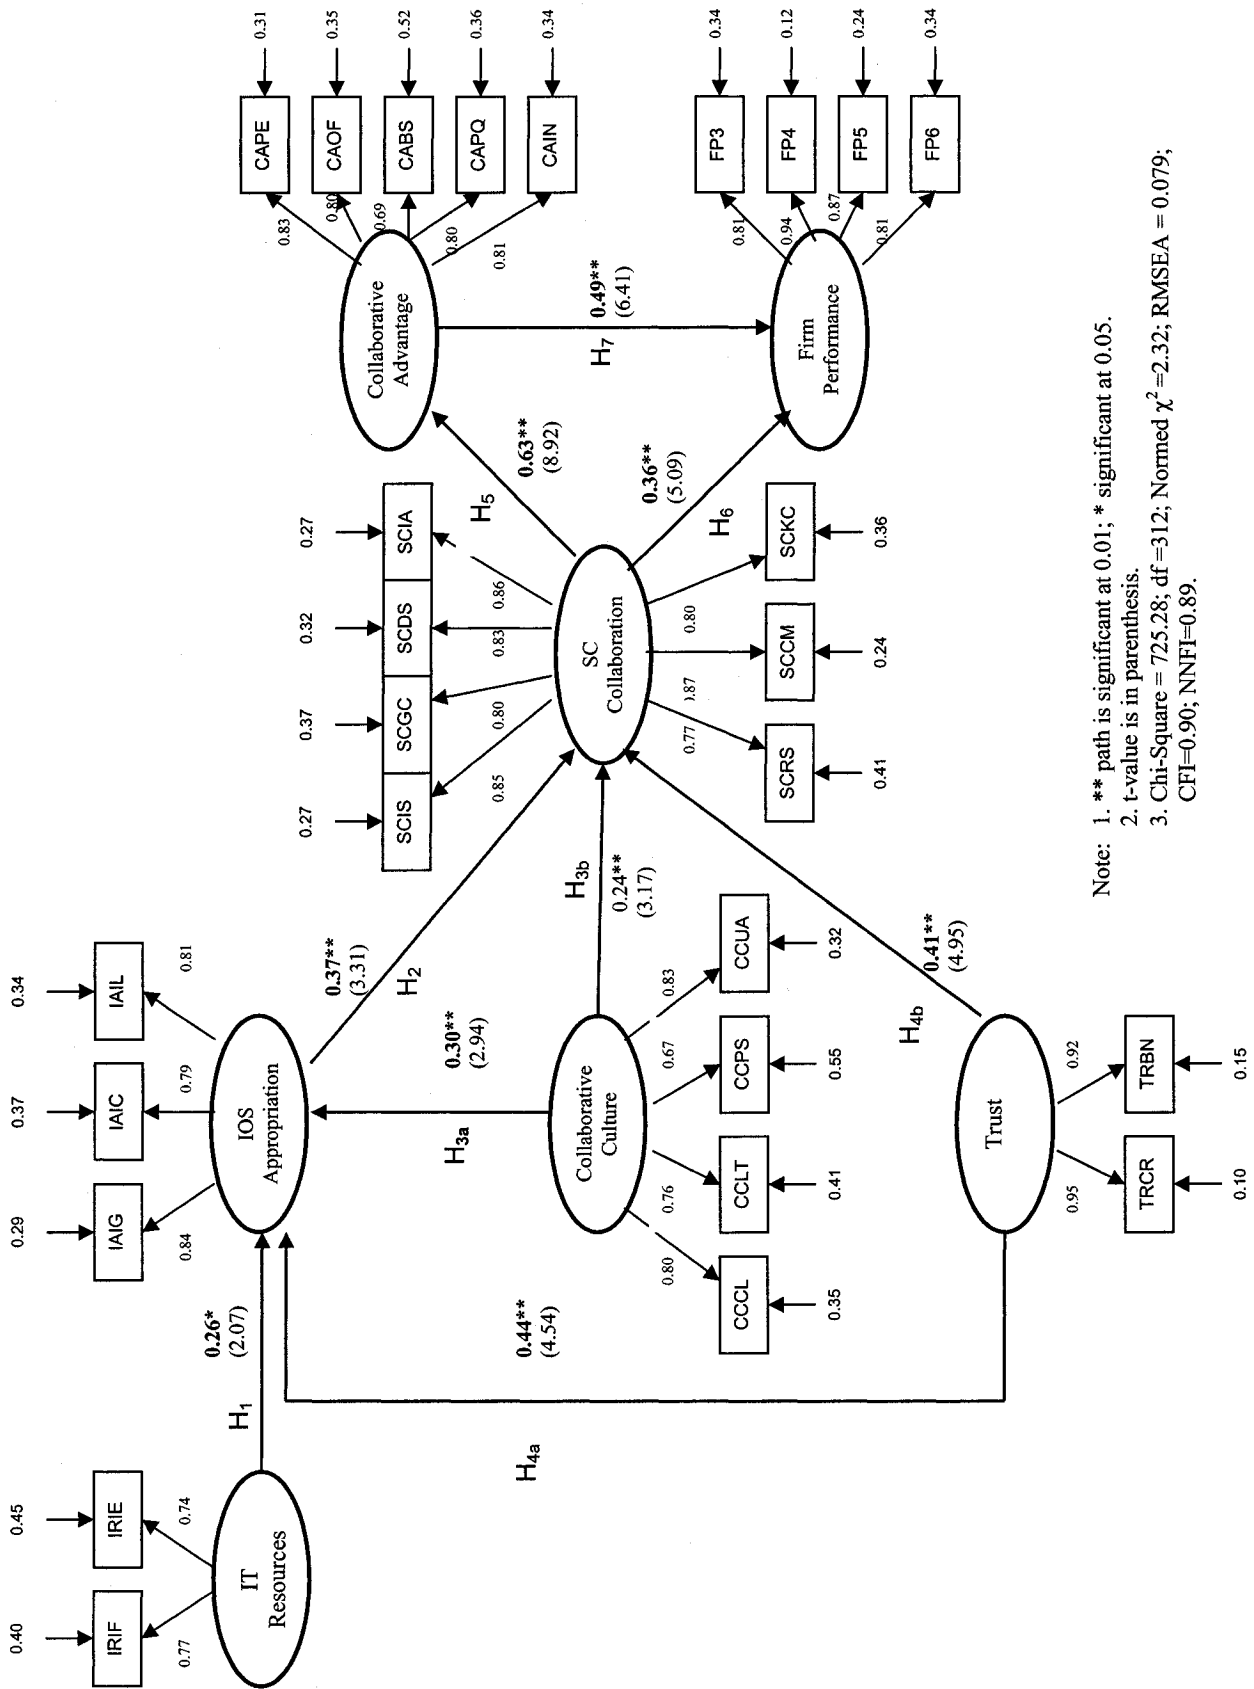 0.40
0.45
IRIF
IRIE
0.77
0.74
IT
Resources
H1
0.26*
(2.07)
0.29
0.37
0.34
IAIG
IAIC
IAIL
0.84
0.79
0.81
IOS
Appropriation
0.37**
(3.31)
H2
H3a
0.30**
(2.94)
H4a
0.44**
(4.54)
Collaborative
Culture
0.80
0.76
0.67
0.83
CCCL
CCLT
CCPS
CCUA
0.35
0.41
0.55
0.32
H3b
0.24**
(3.17)
Trust
0.95
0.92
TRCR
TRBN
0.10
0.15
H4b
0.41**
(4.95)
0.27
0.37
0.32
0.27
SCIS
SCGC
SCDS
SCIA
0.85
0.80
0.83
0.86
SC
Collaboration
0.77
0.87
0.80
SCRS
SCCM
SCKC
0.41
0.24
0.36
H5
0.63**
(8.92)
H6
0.36**
(5.09)
Collaborative
Advantage
0.83
0.80
0.69
0.80
0.81
CAPE
CAOF
CABS
CAPQ
CAIN
0.31
0.35
0.52
0.36
0.34
H7
0.49**
(6.41)
Firm
Performance
0.81
0.94
0.87
0.81
FP3
FP4
FP5
FP6
0.34
0.12
0.24
0.34
Note: 1. ** path is significant at 0.01; * significant at 0.05.
2. t-value is in parenthesis.
3. Chi-Square = 725.28; df =312; Normed χ² =2.32; RMSEA = 0.079;
CFI=0.90; NNFI=0.89.